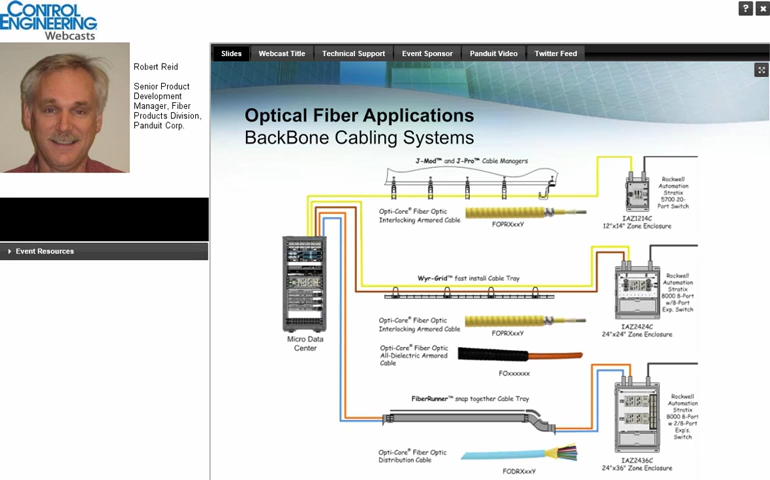 CONTROL
ENGINEERING
Webcasts
?
Robert Reid
Senior Product
Development
Manager, Fiber
Products Division,
Panduit Corp.
Event Resources
Slides
Webcast Title
Technical Support
Event Sponsor
Panduit Video
Twitter Feed
Optical Fiber Applications
BackBone Cabling Systems
J-Mod™ and J-Pro™ Cable Managers
Opti-Core® Fiber Optic
Interlocking Armored Cable
FOPRXxxY
Rockwell
Automation
Stratix
5700-20-
Port Switch
IAZ1214C
12"x14" Zone Enclosure
Micro Data
Center
Wyr-Grid™ fast install Cable Tray
Opti-Core® Fiber Optic
Interlocking Armored Cable
FOPRXxxY
Rockwell
Automation
Stratix
8000 8-Port
w/8-Port
Exp. Switch
IAZ2424C
24"x24" Zone Enclosure
Opti-Core® Fiber Optic
All-Dielectric Armored
Cable
FOxxxxxx
FiberRunner™ snap together Cable Tray
Opti-Core® Fiber Optic
Distribution Cable
FODRXxxY
Rockwell
Automation
Stratix
8000 8-Port
w 2/8-Port
Exp's.
Switch
IAZ2436C
24"x36" Zone Enclosure